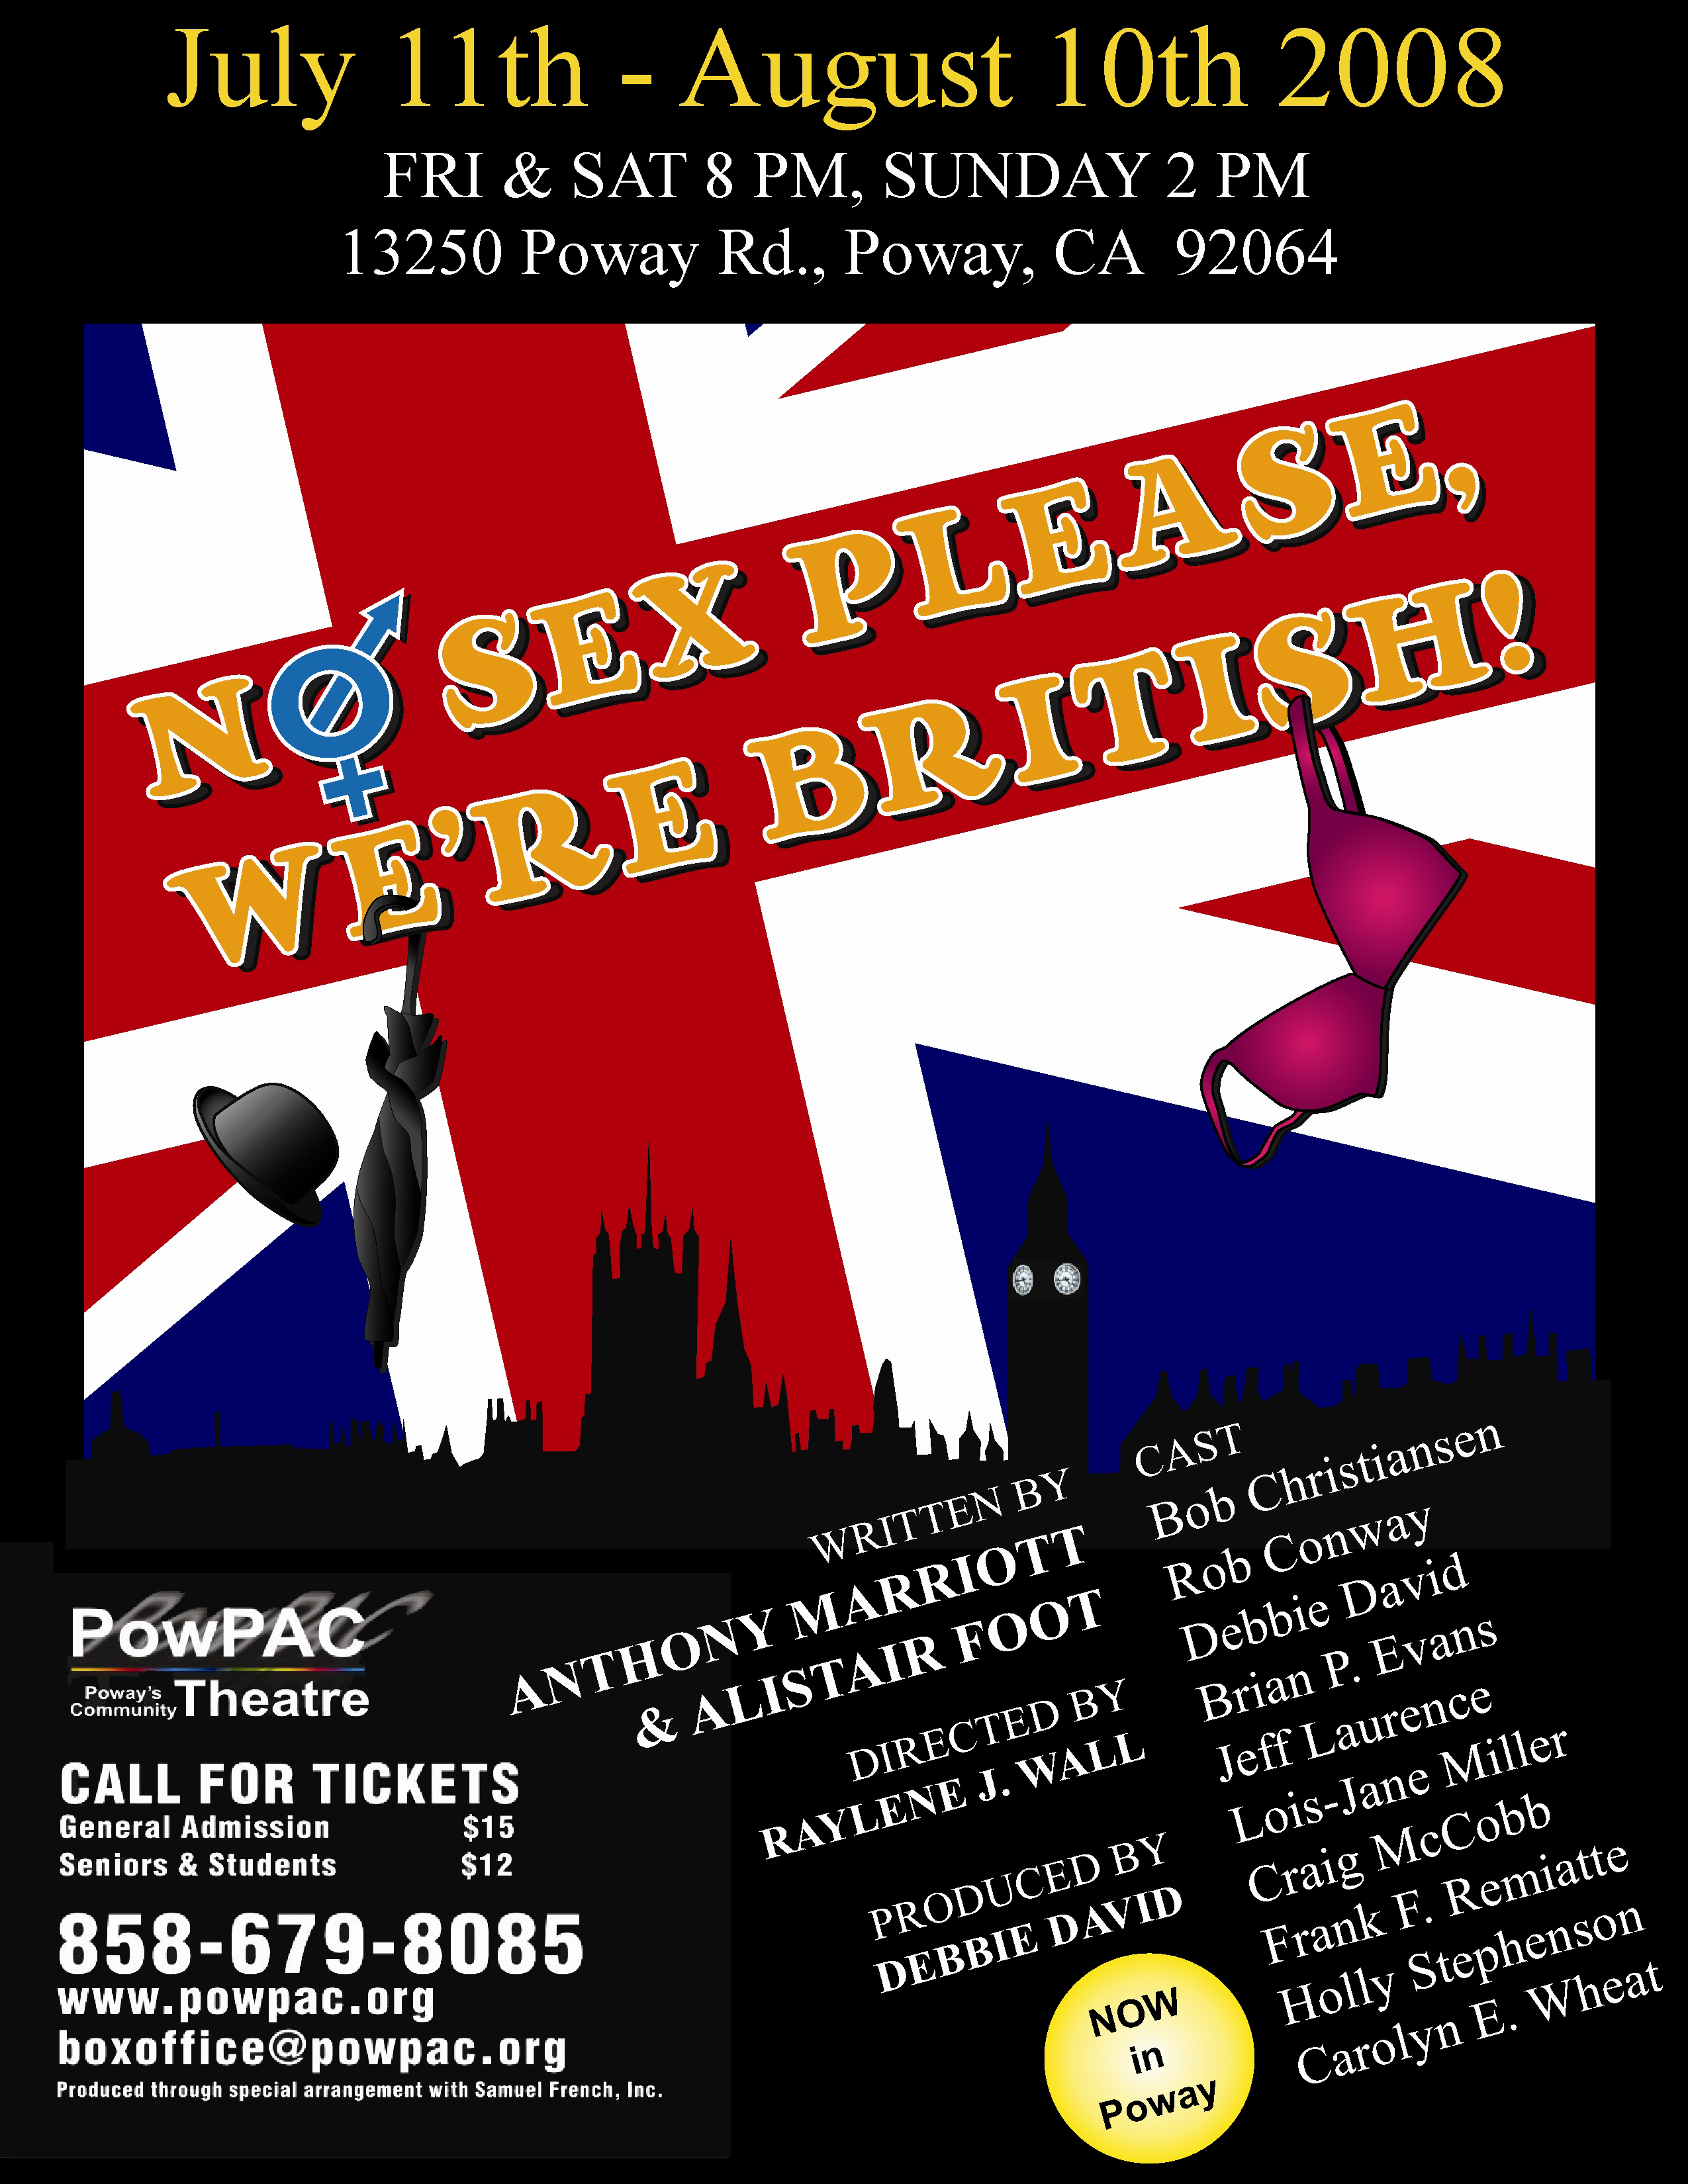 July 11th - August 10th 2008
FRI & SAT 8 PM, SUNDAY 2 PM
13250 Poway Rd., Poway, CA 92064
NO SEX PLEASE,
WE'RE BRITISH!
WRITTEN BY
ANTHONY MARRIOTT
& ALISTAIR FOOT
DIRECTED BY
RAYLENE J. WALL
PRODUCED BY
DEBBIE DAVID
CAST
Bob Christiansen
Rob Conway
Debbie David
Brian P. Evans
Jeff Laurence
Lois-Jane Miller
Craig McCobb
Frank F. Remiatte
Holly Stephenson
Carolyn E. Wheat
NOW
in
Poway
PowPAC
Poway's
Community Theatre
CALL FOR TICKETS
General Admission $15
Seniors & Students $12
858-679-8085
www.powpac.org
boxoffice@powpac.org
Produced through special arrangement with Samuel French, Inc.